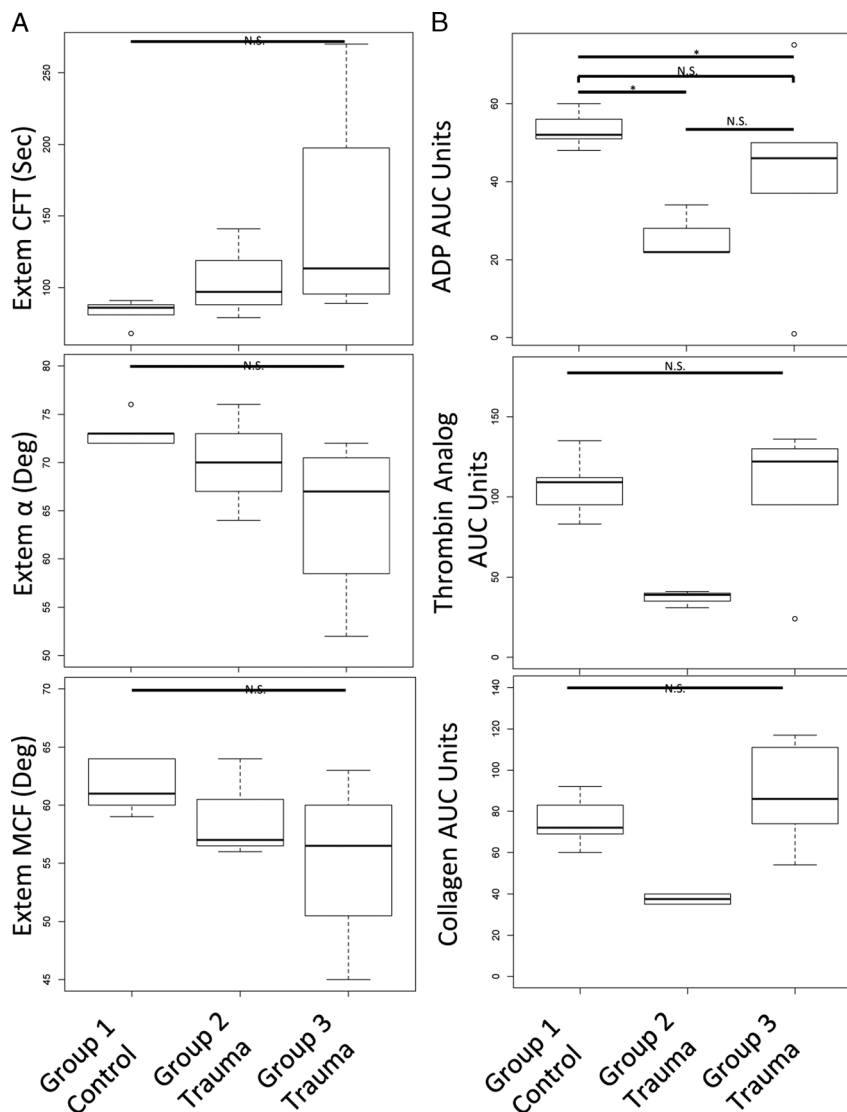 A
N.S.
Extem CFT (Sec)
100
150
200
250
N.S.
Extem α (Deg)
50
55
60
65
70
75
80
N.S.
Extem MCF (Deg)
45
50
55
60
65
70
Group 1
Control
Group 2
Trauma
Group 3
Trauma
B
*
N.S.
*
N.S.
ADP AUC Units
0
20
40
60
N.S.
Thrombin Analog
AUC Units
0
50
100
150
N.S.
Collagen AUC Units
0
20
40
60
80
100
120
140
Group 1
Control
Group 2
Trauma
Group 3
Trauma